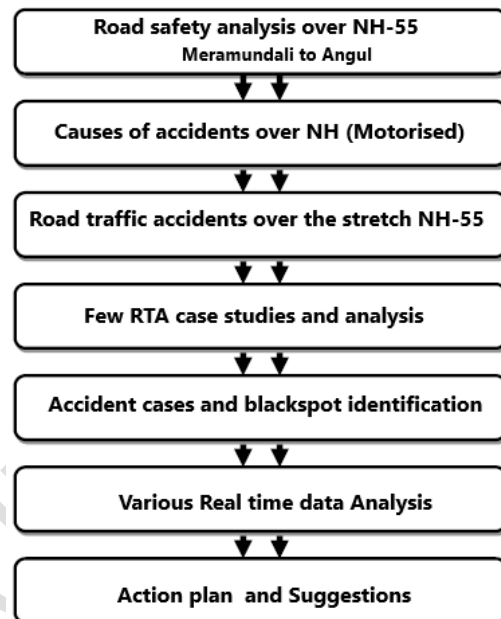 Road safety analysis over NH-55
Meramundali to Angul
Causes of accidents over NH (Motorised)
Road traffic accidents over the stretch NH-55
Few RTA case studies and analysis
Accident cases and blackspot identification
Various Real time data Analysis
Action plan and Suggestions